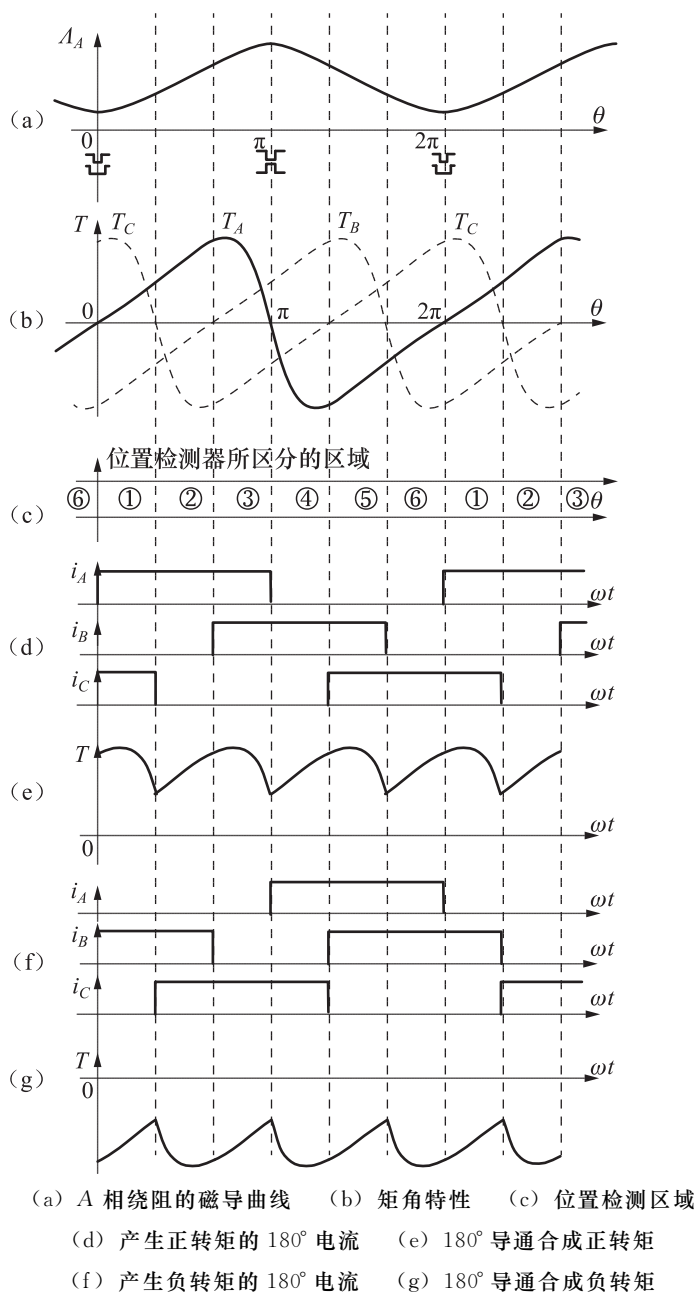 Λ_A
(a)
0 π 2π θ
T T_C T_A T_B T_C
(b)
0 π 2π θ
位置检测器所区分的区域
⑥ ① ② ③ ④ ⑤ ⑥ ① ② ③ θ
(c)
i_A ωt
(d)
i_B ωt
i_C ωt
T
(e)
0 ωt
i_A ωt
i_B ωt
(f)
i_C ωt
T ωt
(g)
0
(a) A 相绕阻的磁导曲线 (b) 矩角特性 (c) 位置检测区域
(d) 产生正转矩的 180° 电流 (e) 180° 导通合成正转矩
(f) 产生负转矩的 180° 电流 (g) 180° 导通合成负转矩